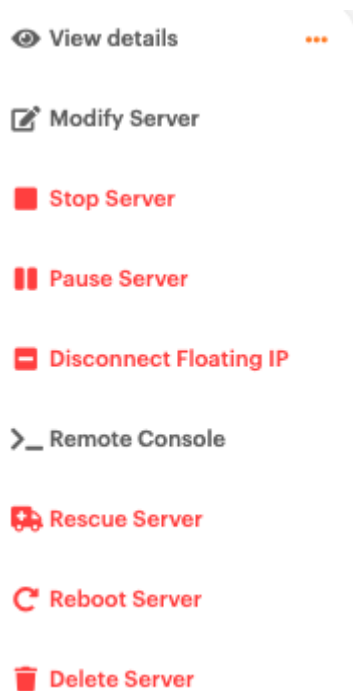 View details
Modify Server
Stop Server
Pause Server
Disconnect Floating IP
Remote Console
Rescue Server
Reboot Server
Delete Server